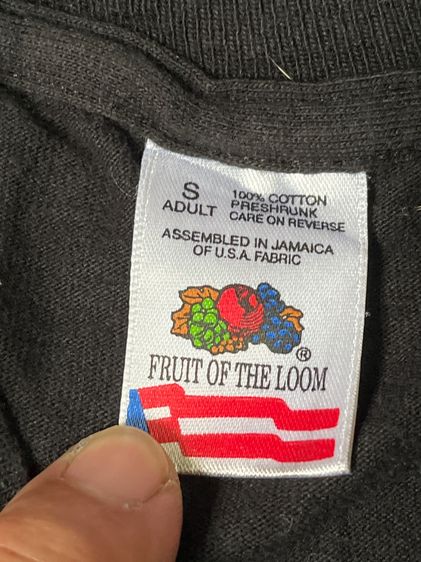 S
ADULT
100% COTTON
PRESHRUNK
CARE ON REVERSE
ASSEMBLED IN JAMAICA
OF U.S.A. FABRIC
®
FRUIT OF THE LOOM